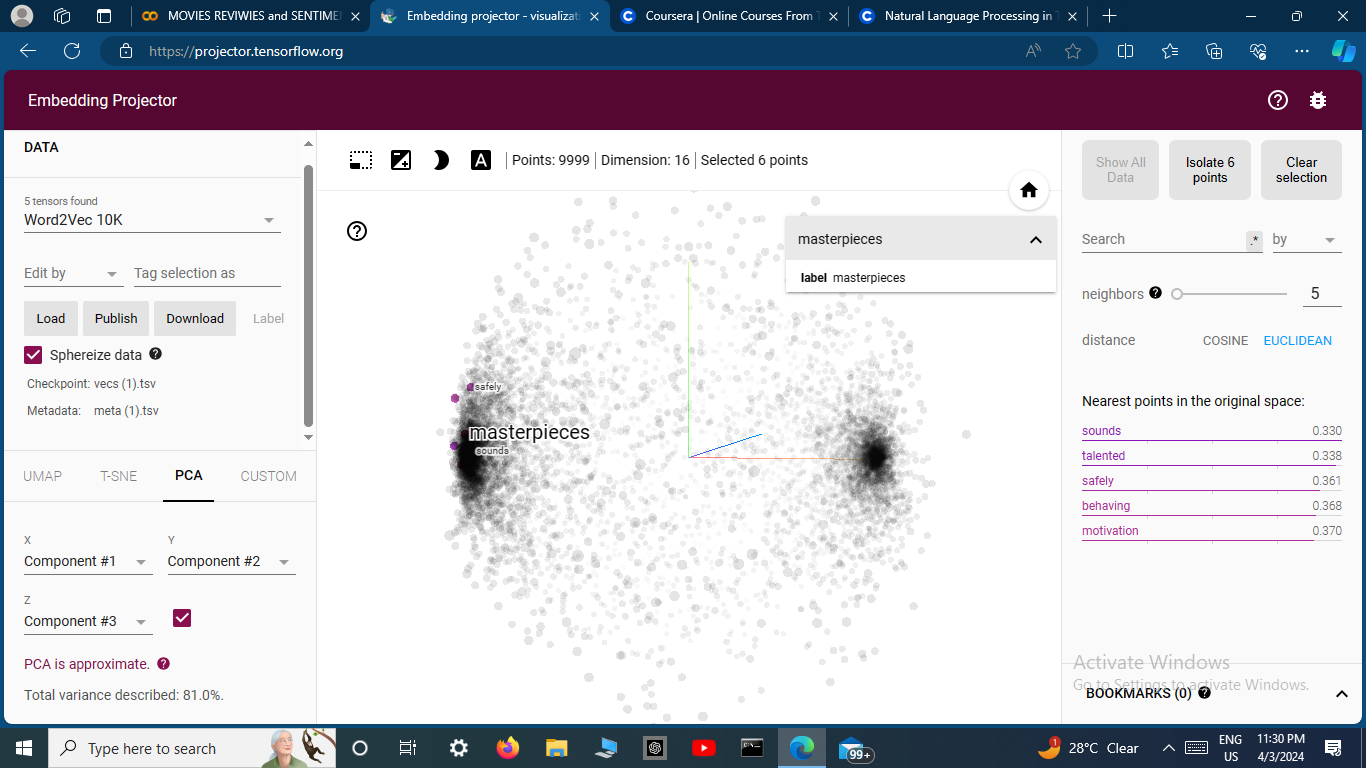 MOVIES REVIWIES and SENTIME
Embedding projector - visualizati
Coursera | Online Courses From T
Natural Language Processing in T
https://projector.tensorflow.org
Embedding Projector
DATA
5 tensors found
Word2Vec 10K
Edit by
Tag selection as
Load
Publish
Download
Label
Sphereize data
Checkpoint: vecs (1).tsv
Metadata: meta (1).tsv
UMAP
T-SNE
PCA
CUSTOM
X
Component #1
Y
Component #2
Z
Component #3
PCA is approximate.
Total variance described: 81.0%.
A
Points: 9999
Dimension: 16
Selected 6 points
masterpieces
label masterpieces
safely
masterpieces
sounds
Show All
Data
Isolate 6
points
Clear
selection
Search
.*
by
neighbors
5
distance
COSINE
EUCLIDEAN
Nearest points in the original space:
sounds 0.330
talented 0.338
safely 0.361
behaving 0.368
motivation 0.370
Activate Windows
Go to Settings to activate Windows.
BOOKMARKS (0)
Type here to search
99+
1
28°C Clear
ENG
US
11:30 PM
4/3/2024